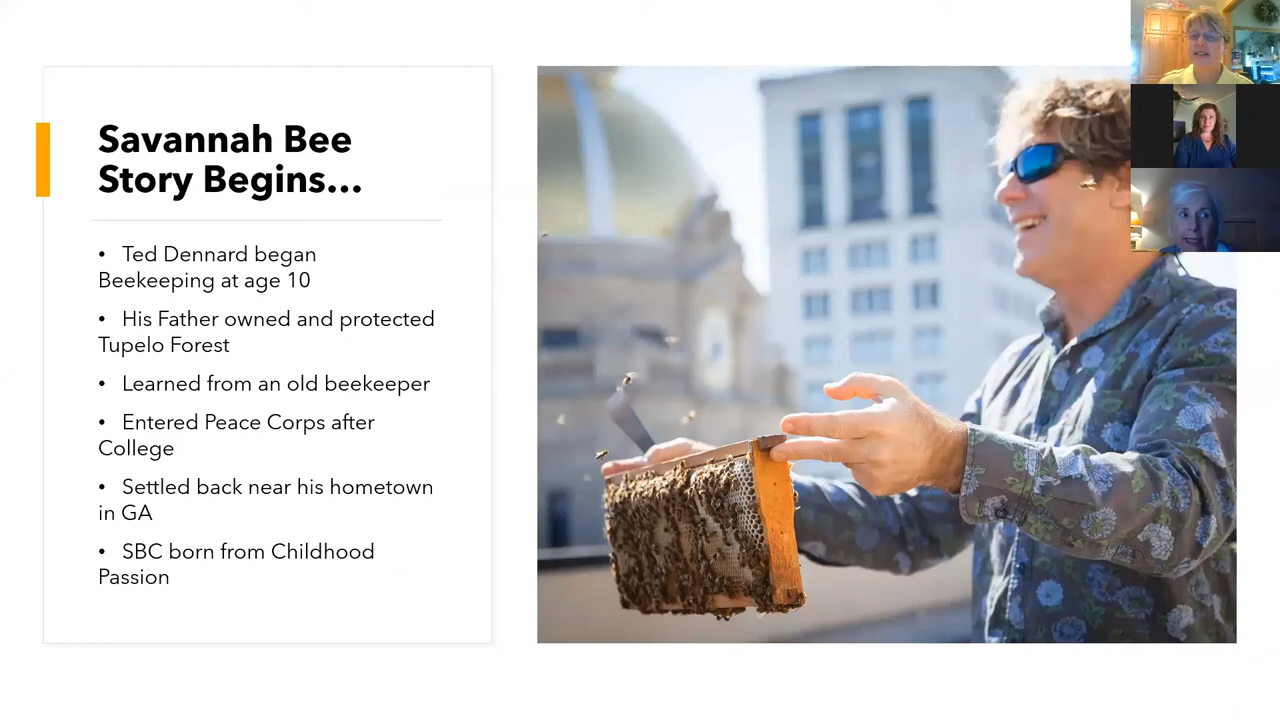 Savannah Bee
Story Begins...
• Ted Dennard began
Beekeeping at age 10
• His Father owned and protected
Tupelo Forest
• Learned from an old beekeeper
• Entered Peace Corps after
College
• Settled back near his hometown
in GA
• SBC born from Childhood
Passion